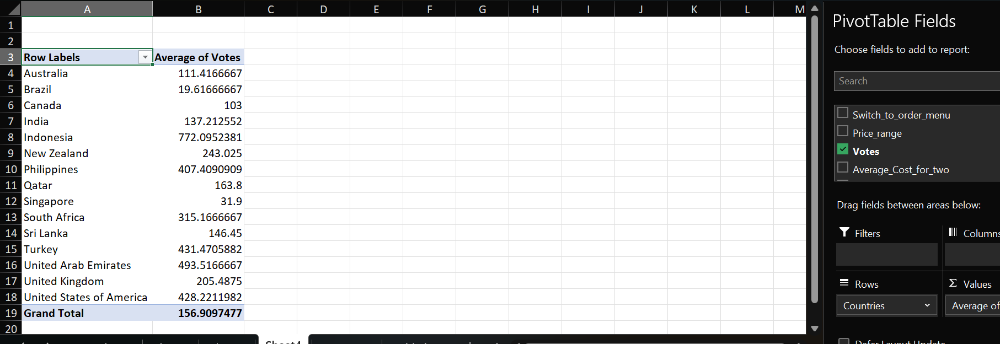 A B C D E F G H I J K L M
1
2
3 Row Labels Average of Votes
4 Australia 111.4166667
5 Brazil 19.61666667
6 Canada 103
7 India 137.212552
8 Indonesia 772.0952381
9 New Zealand 243.025
10 Philippines 407.4090909
11 Qatar 163.8
12 Singapore 31.9
13 South Africa 315.1666667
14 Sri Lanka 146.45
15 Turkey 431.4705882
16 United Arab Emirates 493.5166667
17 United Kingdom 205.4875
18 United States of America 428.2211982
19 Grand Total 156.9097477
20
Sheet4
PivotTable Fields
Choose fields to add to report:
Search
Switch_to_order_menu
Price_range
Votes
Average_Cost_for_two
Drag fields between areas below:
Filters
Columns
Rows
Σ Values
Countries
Average of
Defer Layout Update